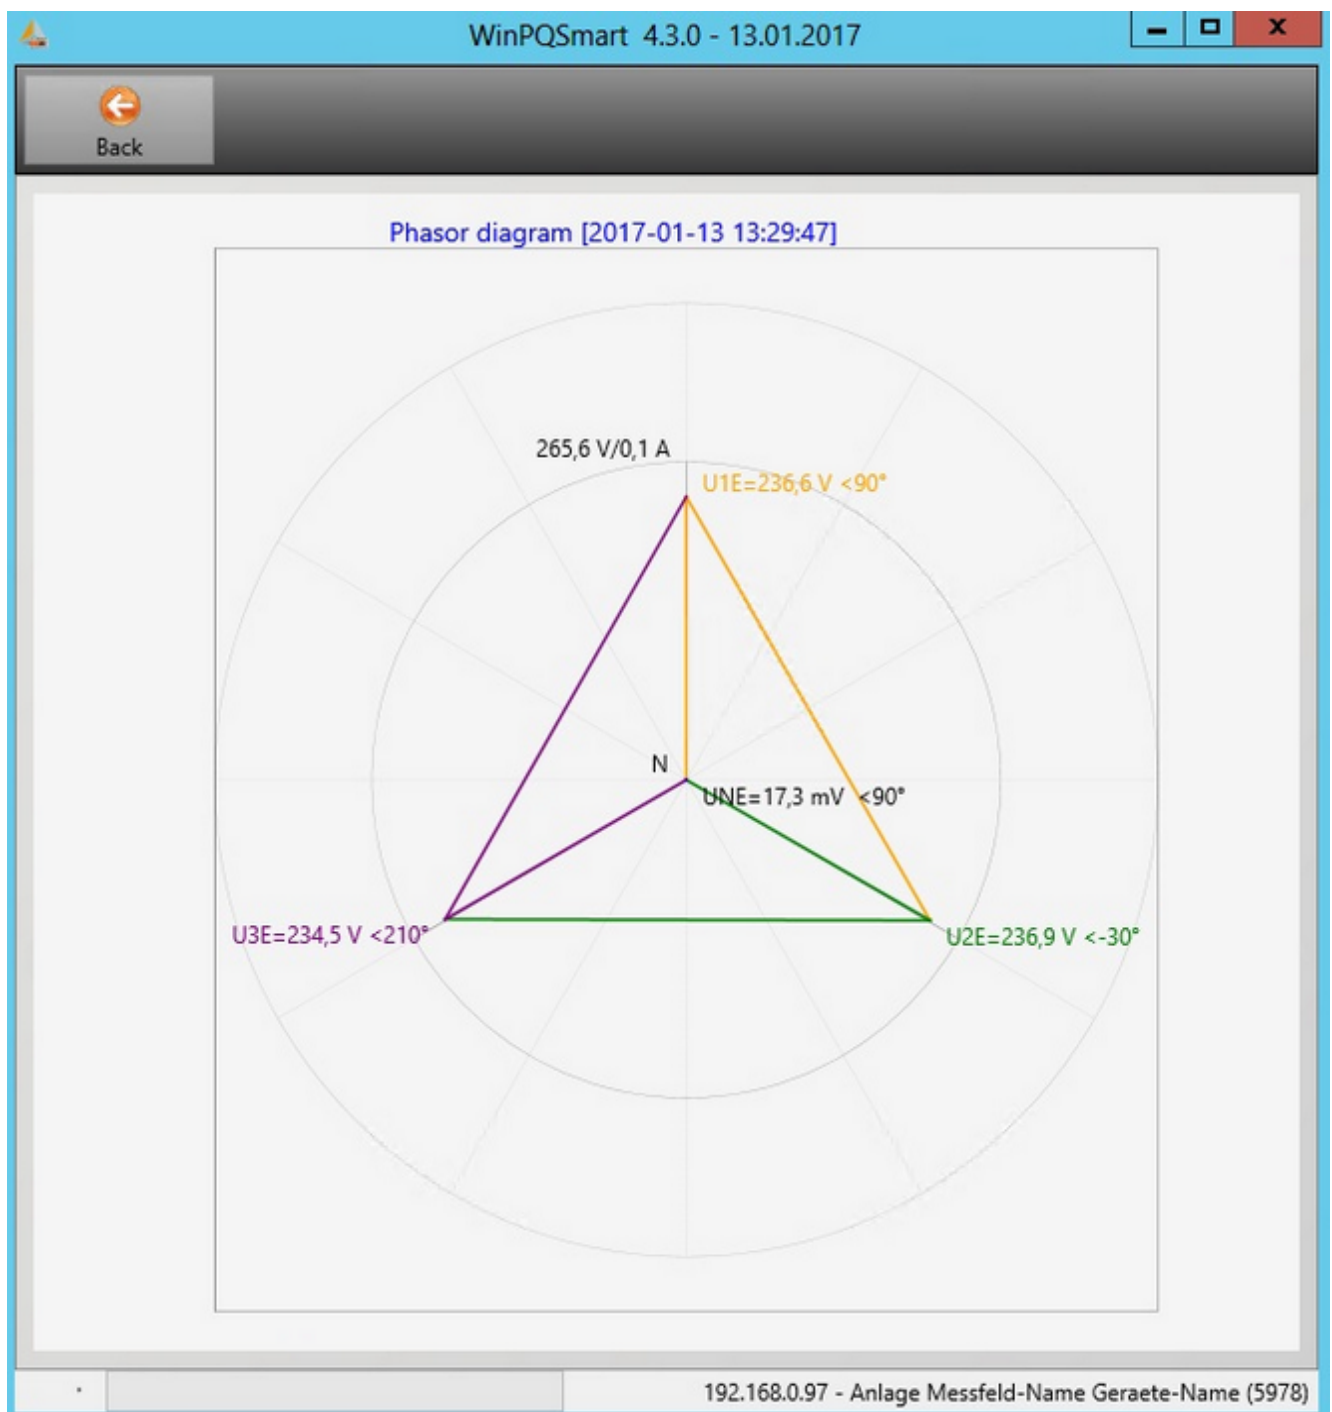 WinPQSmart 4.3.0 - 13.01.2017
Back
Phasor diagram [2017-01-13 13:29:47]
265,6 V/0,1 A
U1E=236,6 V <90°
N
UNE=17,3 mV <90°
U3E=234,5 V <210°
U2E=236,9 V <-30°
192.168.0.97 - Anlage Messfeld-Name Geraete-Name (5978)